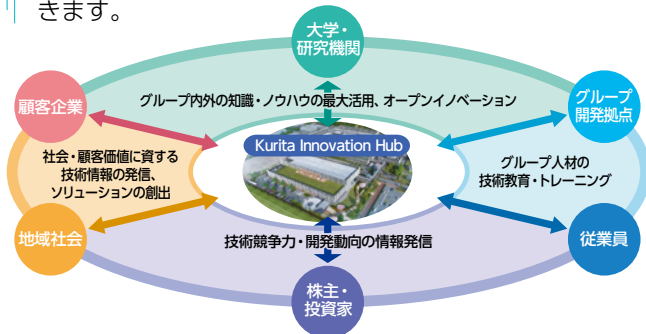 きます。
大学・
研究機関
顧客企業
グループ内外の知識・ノウハウの最大活用、オープンイノベーション
グループ
開発拠点
Kurita Innovation Hub
社会・顧客価値に資する
技術情報の発信、
ソリューションの創出
グループ人材の
技術教育・トレーニング
地域社会
技術競争力・開発動向の情報発信
従業員
株主・
投資家